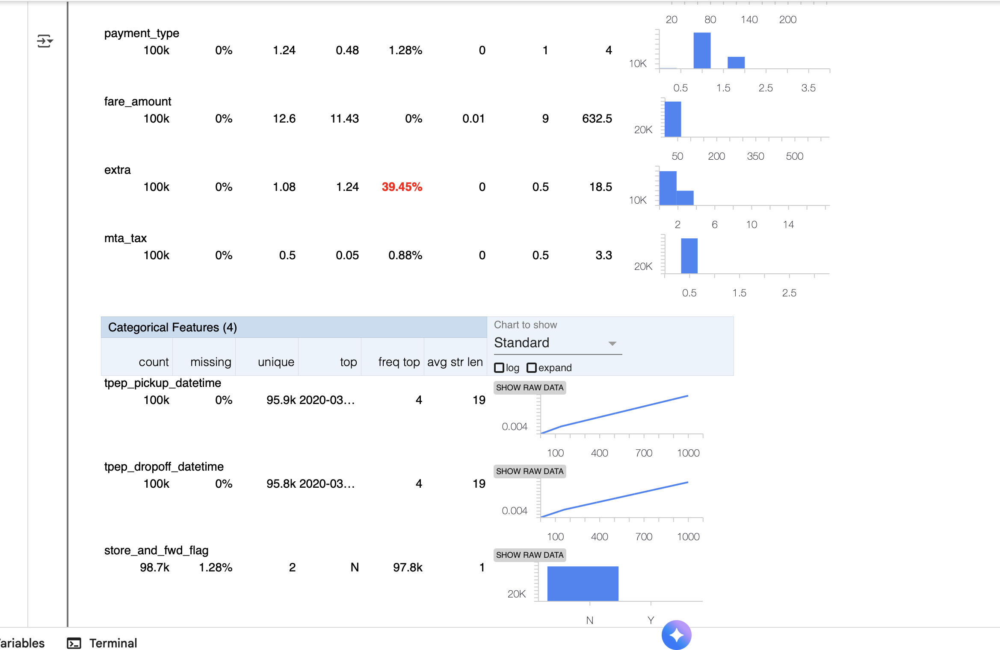 20 80 140 200
payment_type
100k 0% 1.24 0.48 1.28% 0 1 4
10K
0.5 1.5 2.5 3.5
fare_amount
100k 0% 12.6 11.43 0% 0.01 9 632.5
20K
50 200 350 500
extra
100k 0% 1.08 1.24 39.45% 0 0.5 18.5
10K
2 6 10 14
mta_tax
100k 0% 0.5 0.05 0.88% 0 0.5 3.3
20K
0.5 1.5 2.5
Categorical Features (4)
Chart to show
Standard
count missing unique top freq top avg str len
log expand
tpep_pickup_datetime
SHOW RAW DATA
100k 0% 95.9k 2020-03... 4 19
0.004
100 400 700 1000
tpep_dropoff_datetime
SHOW RAW DATA
100k 0% 95.8k 2020-03... 4 19
0.004
100 400 700 1000
store_and_fwd_flag
SHOW RAW DATA
98.7k 1.28% 2 N 97.8k 1
20K
N Y
ariables Terminal